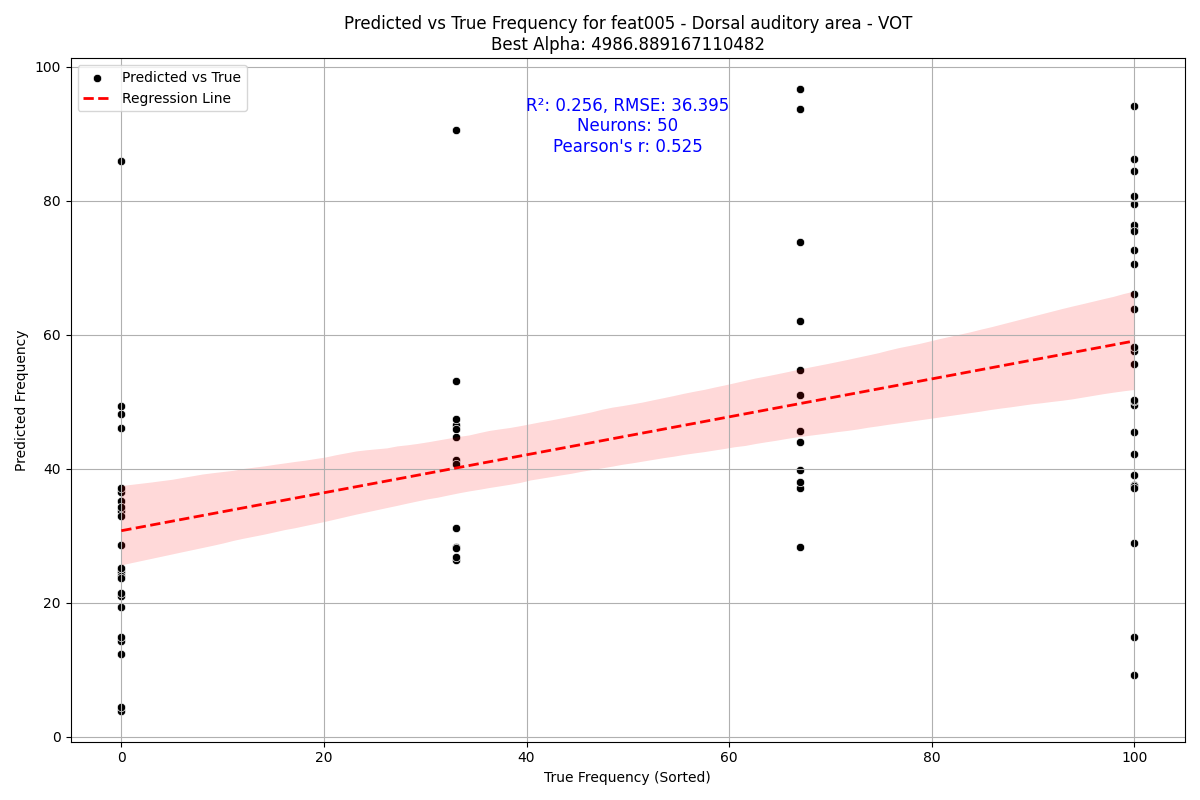 Predicted vs True Frequency for feat005 - Dorsal auditory area - VOT
Best Alpha: 4986.889167110482
Predicted vs True
Regression Line
R²: 0.256, RMSE: 36.395
Neurons: 50
Pearson's r: 0.525
Predicted Frequency
100
80
60
40
20
0
0 20 40 60 80 100
True Frequency (Sorted)